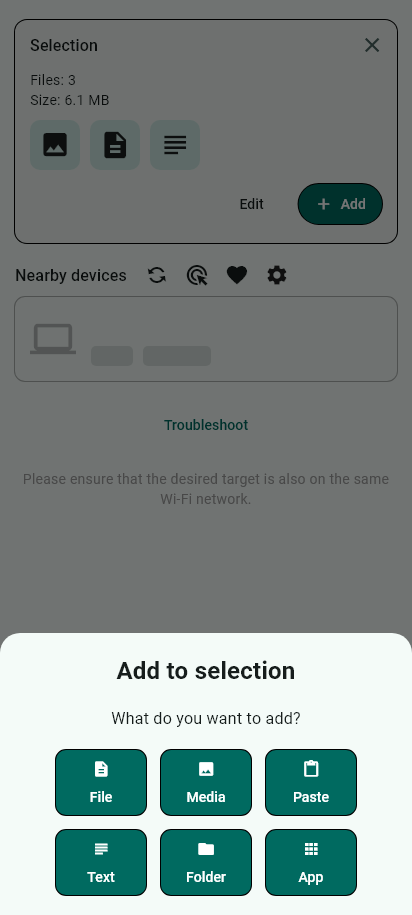 Selection
Files: 3
Size: 6.1 MB
Edit
Add
Nearby devices
Troubleshoot
Please ensure that the desired target is also on the same
Wi-Fi network.
Add to selection
What do you want to add?
File
Media
Paste
Text
Folder
App